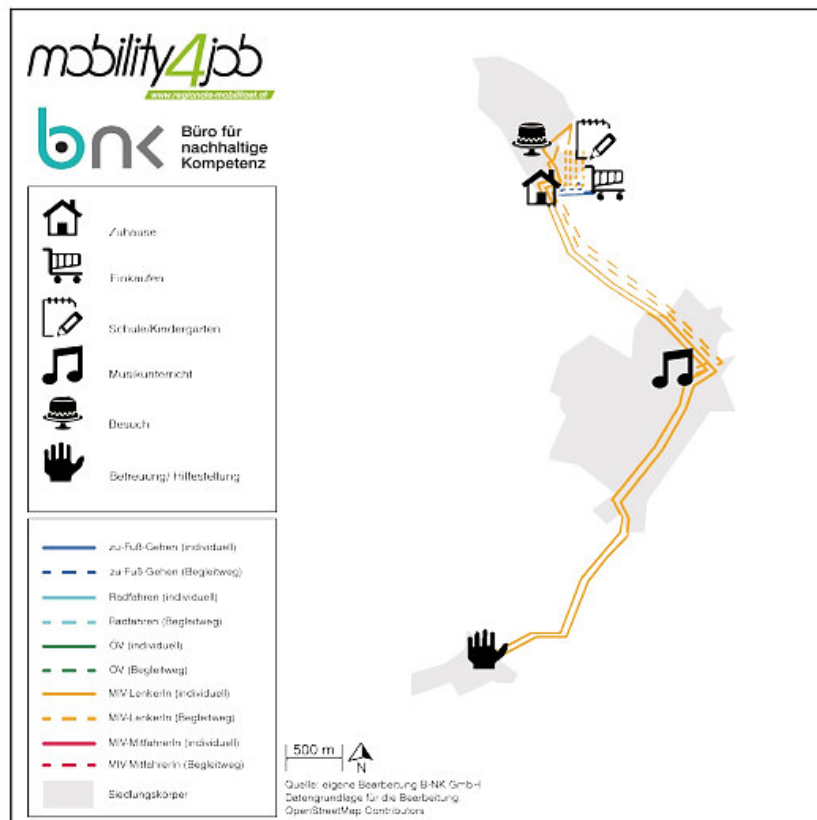 mobility4job
www.regionale-mobilitaet.at
bnk
Büro für
nachhaltige
Kompetenz
Zuhause
Einkaufen
Schule/Kindergarten
Musikunterricht
Besuch
Betreuung/ Hilfestellung
zu-Fuß-Gehen (individuell)
zu-Fuß-Gehen (Begleitweg)
Radfahren (individuell)
Radfahren (Begleitweg)
ÖV (individuell)
ÖV (Begleitweg)
MIV-LenkerIn (individuell)
MIV-LenkerIn (Begleitweg)
MIV-MitfahrerIn (individuell)
MIV-MitfahrerIn (Begleitweg)
Siedlungskörper
500 m
N
Quelle: eigene Bearbeitung B-NK GmbH
Datengrundlage für die Bearbeitung:
OpenStreetMap Contributors